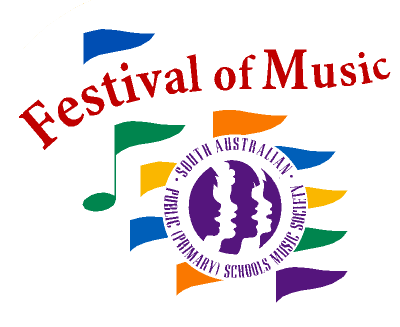 Festival of Music
• SOUTH AUSTRALIAN •
PUBLIC (PRIMARY) SCHOOLS MUSIC SOCIETY